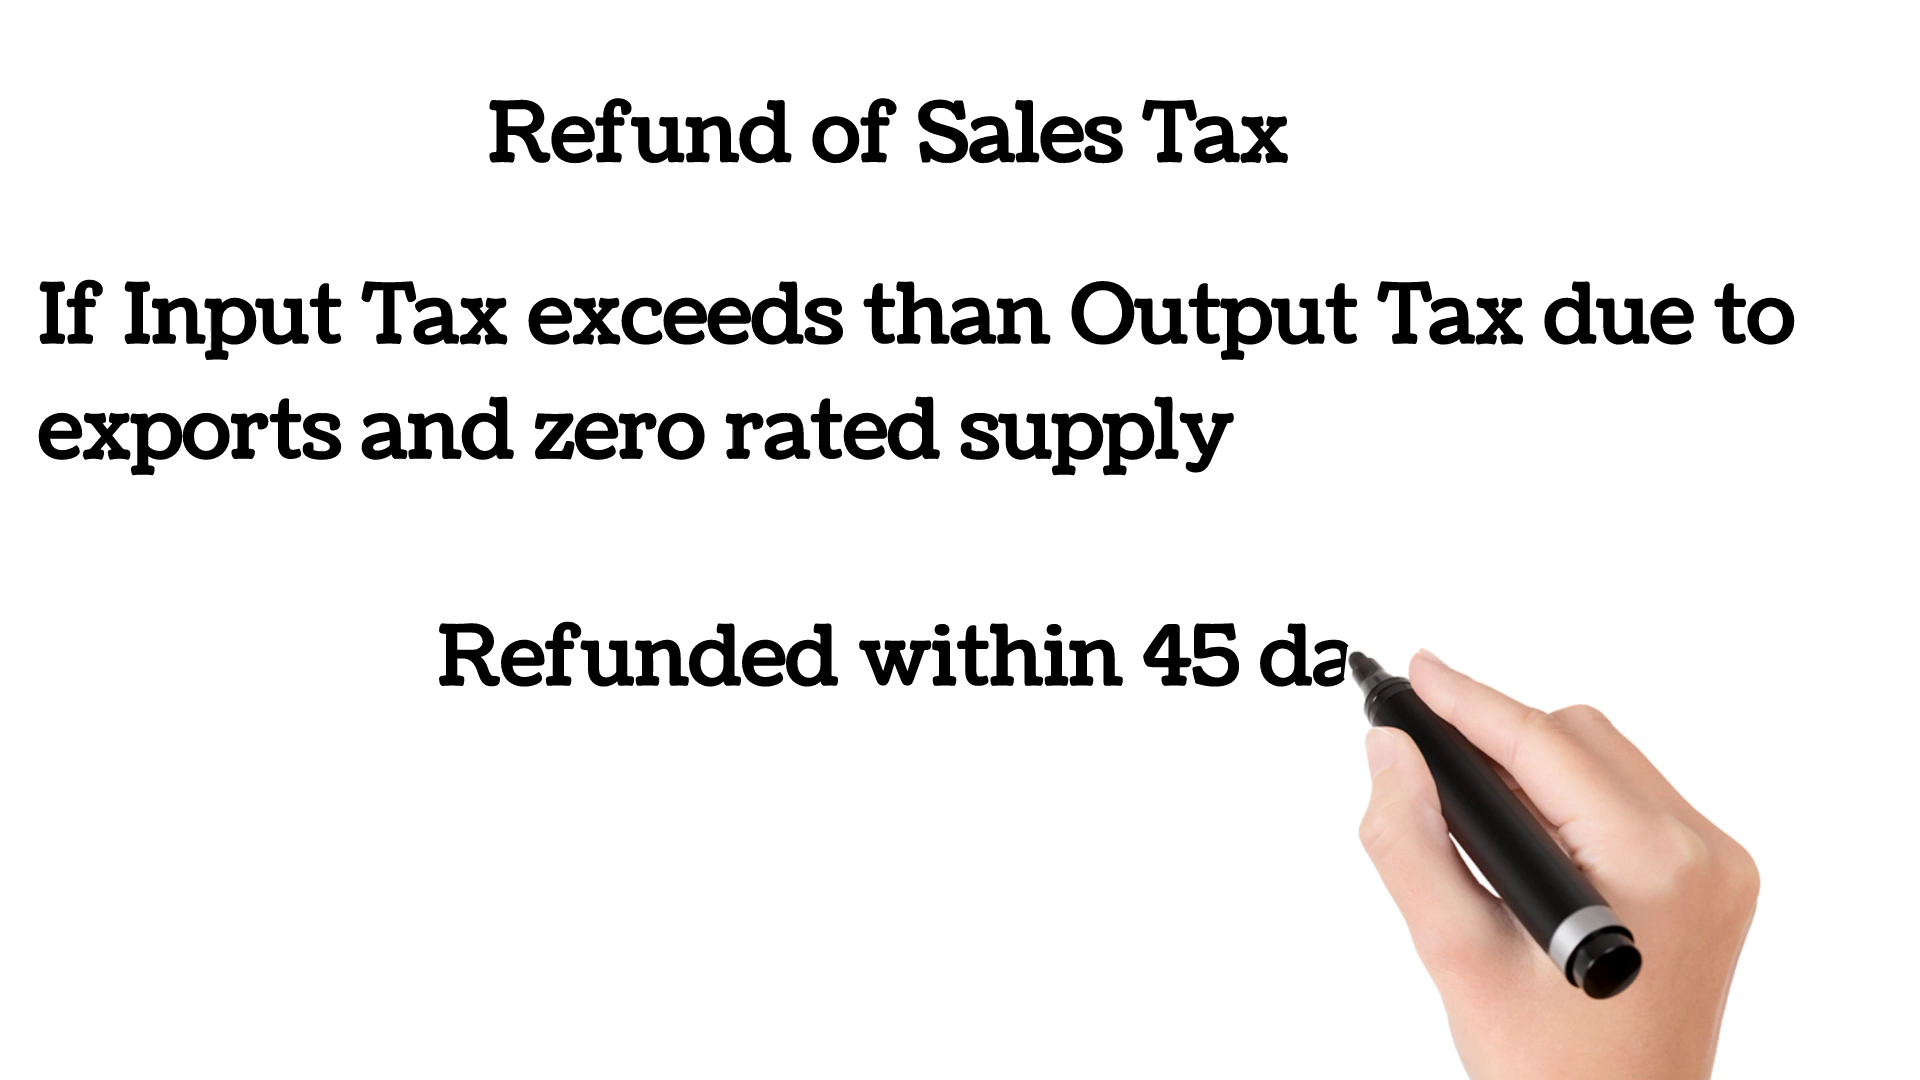 Refund of Sales Tax
If Input Tax exceeds than Output Tax due to
exports and zero rated supply
Refunded within 45 da